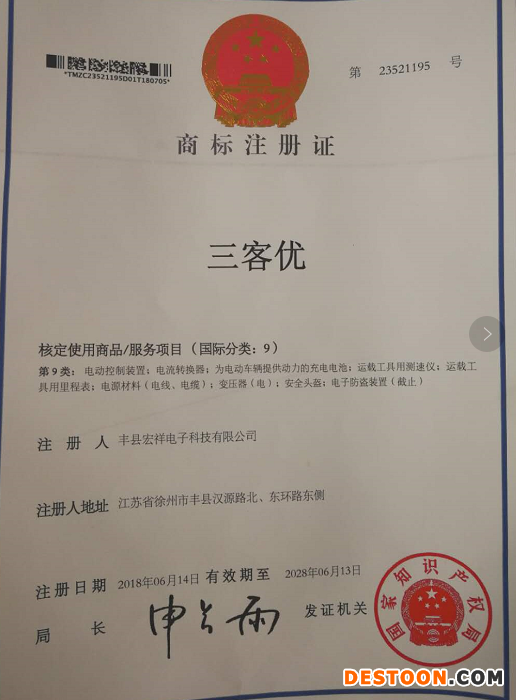 *TMZC23521195D01T180705*
第 23521195 号
商标注册证
三客优
核定使用商品/服务项目（国际分类：9）
第9类：电动控制装置；电流转换器；为电动车辆提供动力的充电电池；运载工具用测速仪；运载工
具用里程表；电源材料（电线、电缆）；变压器（电）；安全头盔；电子防盗装置（截止）
注册人 丰县宏祥电子科技有限公司
注册人地址 江苏省徐州市丰县汉源路北、东环路东侧
注册日期 2018年06月14日 有效期至 2028年06月13日
局长 申长雨 发证机关
国家知识产权局
DESTOON.COM